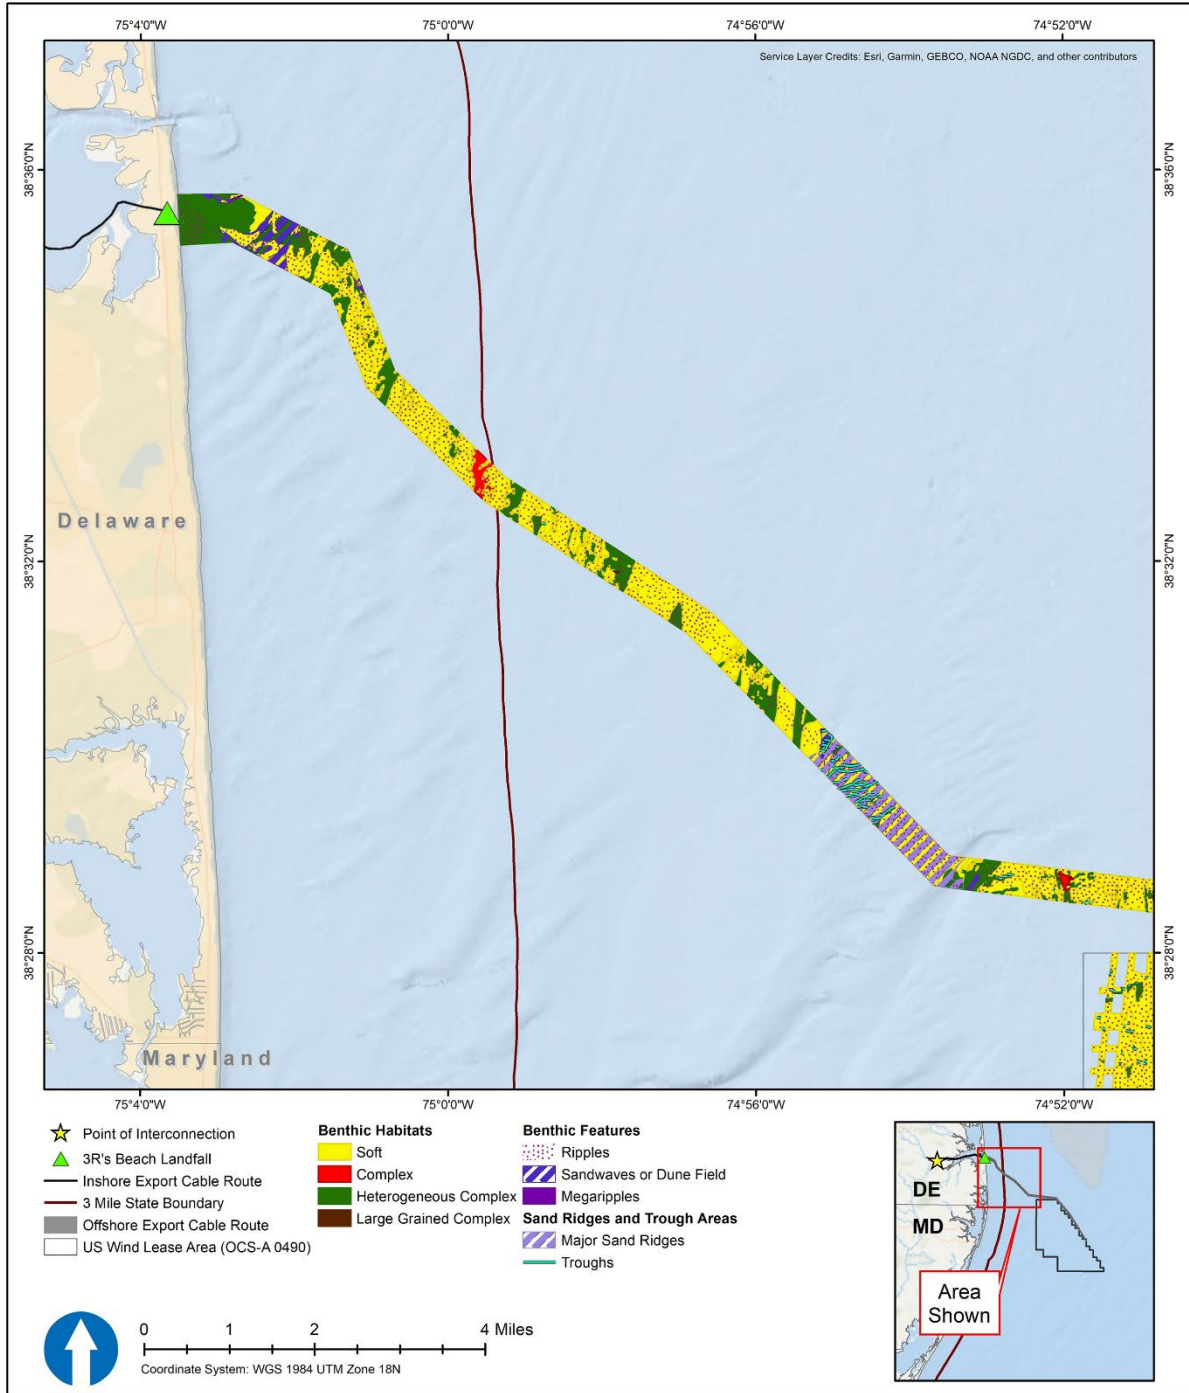 75°4'0"W 75°0'0"W 74°56'0"W 74°52'0"W
Service Layer Credits: Esri, Garmin, GEBCO, NOAA NGDC, and other contributors
38°36'0"N 38°36'0"N
Delaware
38°32'0"N 38°32'0"N
38°28'0"N 38°28'0"N
Maryland
75°4'0"W 75°0'0"W 74°56'0"W 74°52'0"W
Point of Interconnection
3R's Beach Landfall
Inshore Export Cable Route
3 Mile State Boundary
Offshore Export Cable Route
US Wind Lease Area (OCS-A 0490)
Benthic Habitats
Soft
Complex
Heterogeneous Complex
Large Grained Complex
Benthic Features
Ripples
Sandwaves or Dune Field
Megaripples
Sand Ridges and Trough Areas
Major Sand Ridges
Troughs
DE
MD
Area
Shown
0 1 2 4 Miles
Coordinate System: WGS 1984 UTM Zone 18N